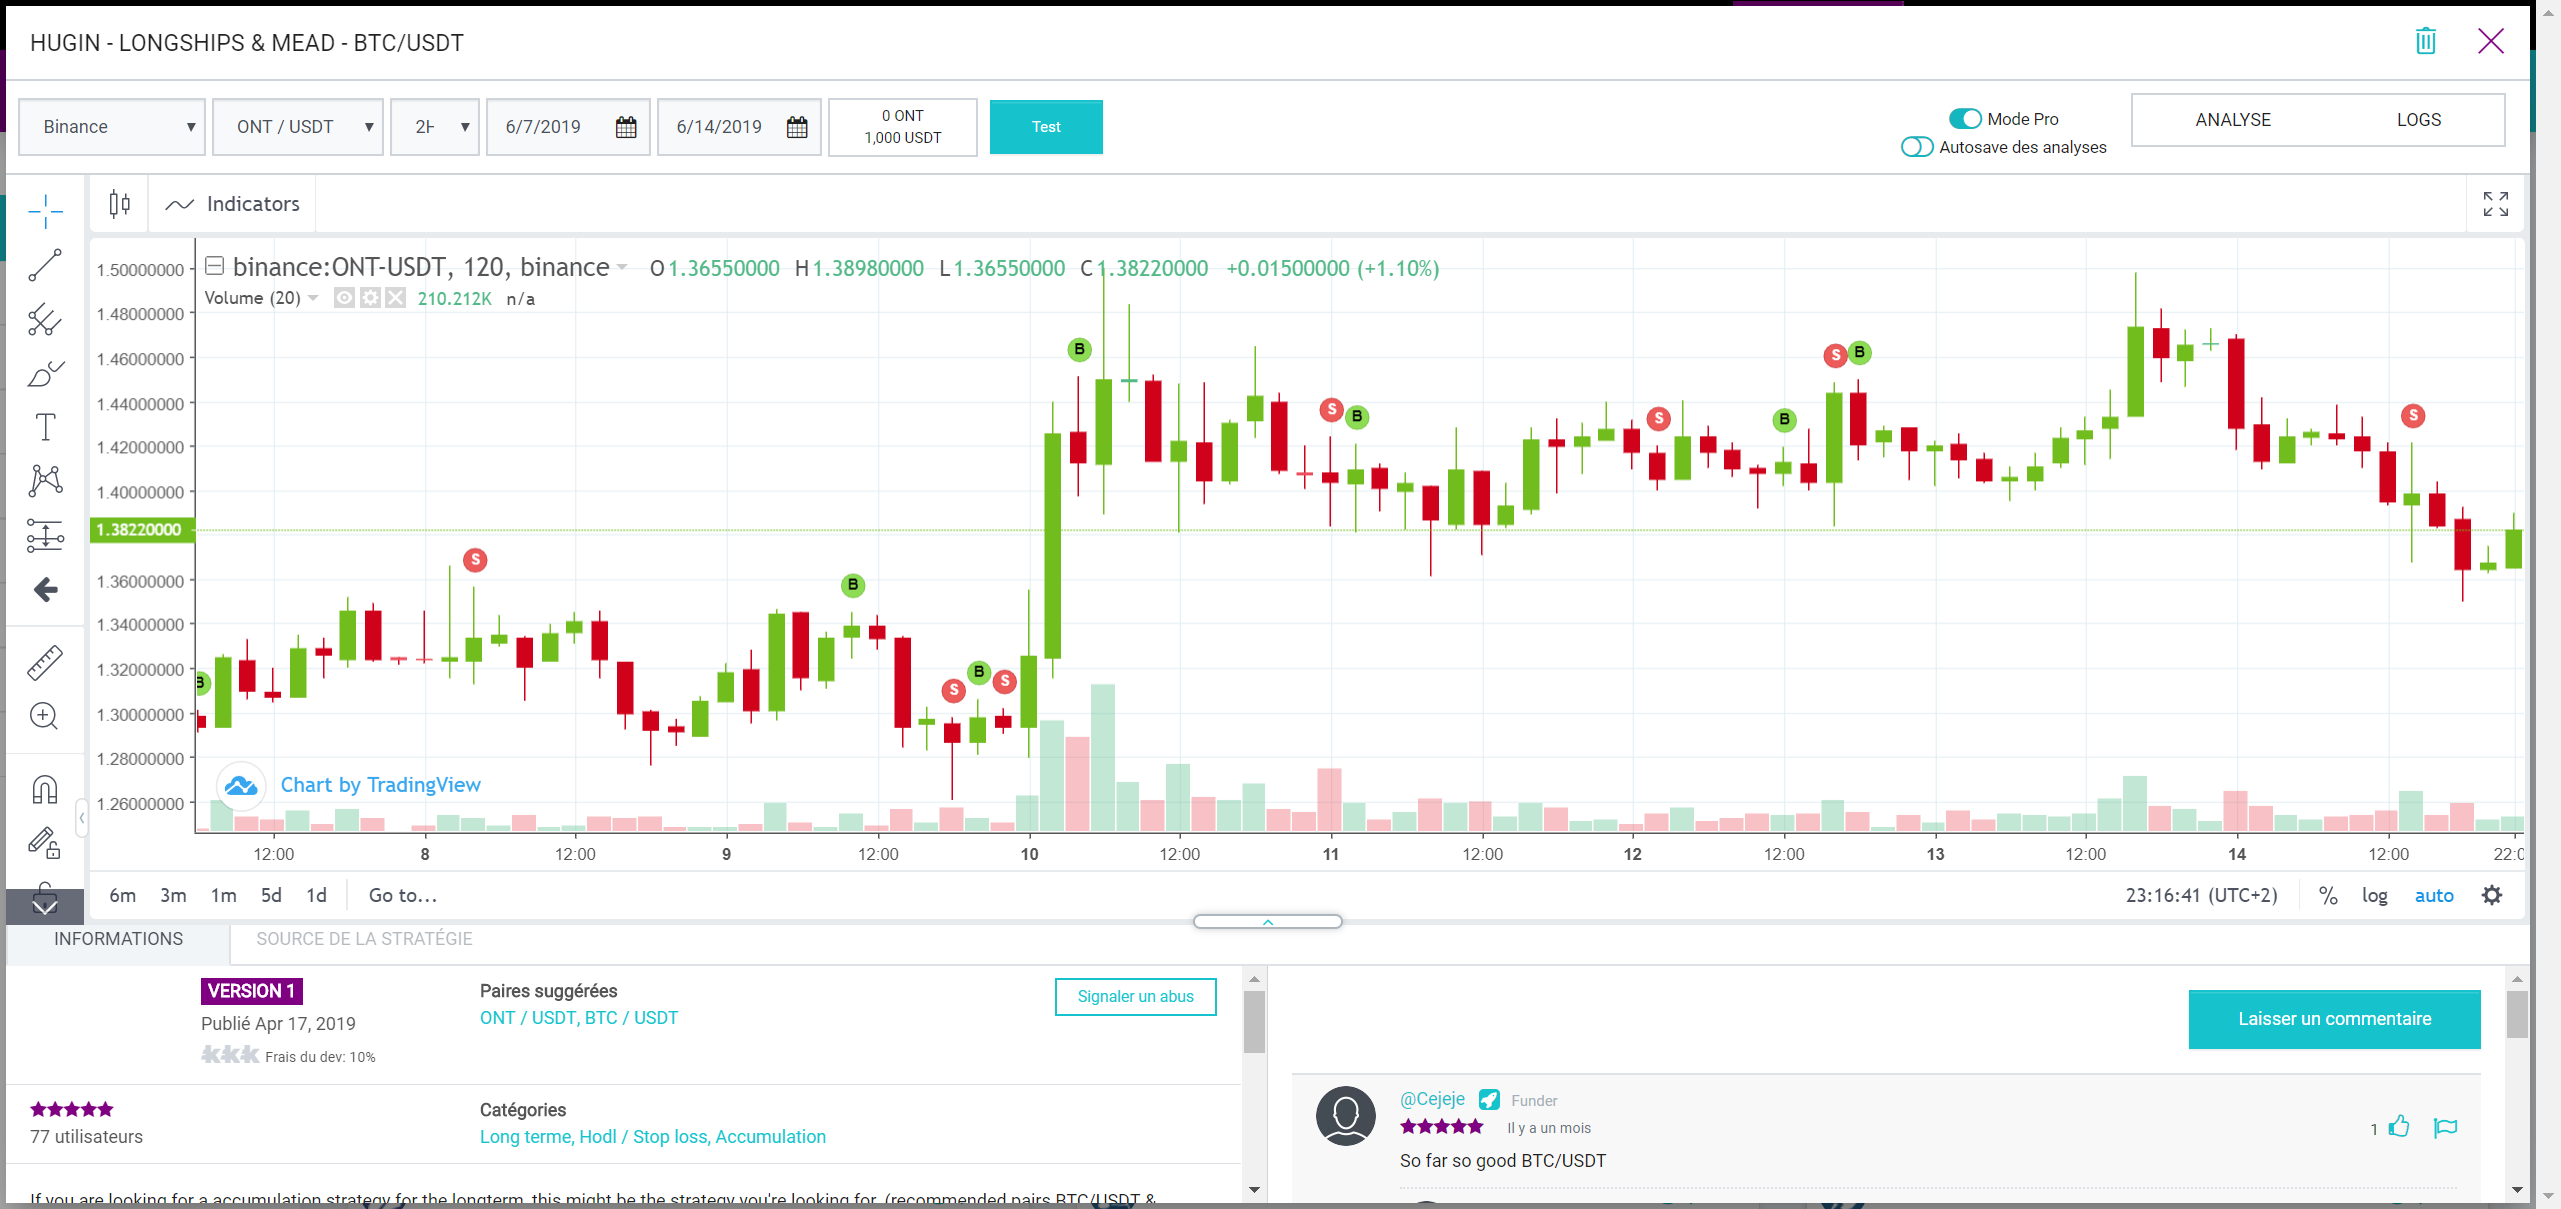 HUGIN - LONGSHIPS & MEAD - BTC/USDT
Binance
ONT / USDT
2H
6/7/2019
6/14/2019
0 ONT
1,000 USDT
Test
Mode Pro
Autosave des analyses
ANALYSE
LOGS
Indicators
binance:ONT-USDT, 120, binance
O1.36550000 H1.38980000 L1.36550000 C1.38220000 +0.01500000 (+1.10%)
Volume (20)
210.212K n/a
1.50000000
1.48000000
1.46000000
1.44000000
1.42000000
1.40000000
1.38220000
1.36000000
1.34000000
1.32000000
1.30000000
1.28000000
1.26000000
B
S
B
S
B
S
B
S
B
S
B
S
B
S
Chart by TradingView
12:00
8
12:00
9
12:00
10
12:00
11
12:00
12
12:00
13
12:00
14
12:00
22:0
6m 3m 1m 5d 1d
Go to...
23:16:41 (UTC+2)
%
log
auto
INFORMATIONS
SOURCE DE LA STRATÉGIE
VERSION 1
Publié Apr 17, 2019
Frais du dev: 10%
Paires suggérées
ONT / USDT, BTC / USDT
Signaler un abus
77 utilisateurs
Catégories
Long terme, Hodl / Stop loss, Accumulation
If you are looking for a accumulation strategy for the longterm, this might be the strategy you're looking for. (recommended pairs BTC/USDT &
Laisser un commentaire
@Cejeje
Funder
Il y a un mois
1
So far so good BTC/USDT